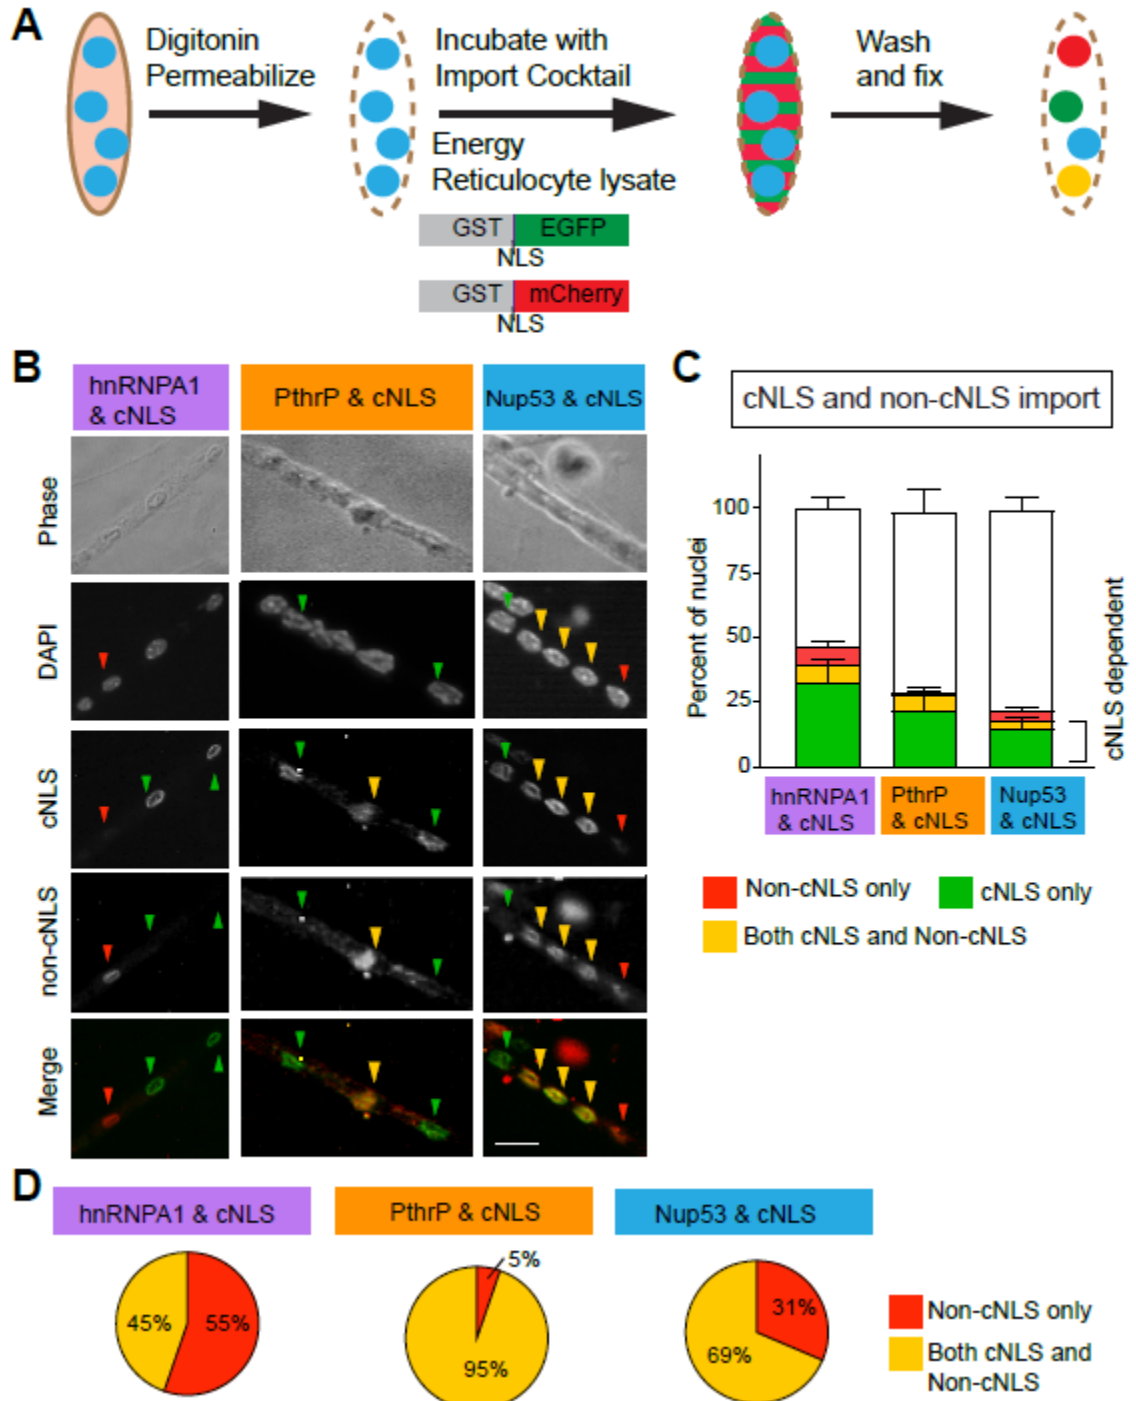 A
Digitonin
Permeabilize
Incubate with
Import Cocktail
Energy
Reticulocyte lysate
Wash
and fix
GST EGFP
NLS
GST mCherry
NLS
B
hnRNPA1
& cNLS
PthrP & cNLS
Nup53 & cNLS
Phase
DAPI
cNLS
non-cNLS
Merge
C
cNLS and non-cNLS import
Percent of nuclei
100
75
50
25
0
cNLS dependent
hnRNPA1
& cNLS
PthrP
& cNLS
Nup53
& cNLS
Non-cNLS only
cNLS only
Both cNLS and Non-cNLS
D
hnRNPA1 & cNLS
PthrP & cNLS
Nup53 & cNLS
45%
55%
5%
95%
31%
69%
Non-cNLS only
Both cNLS and
Non-cNLS